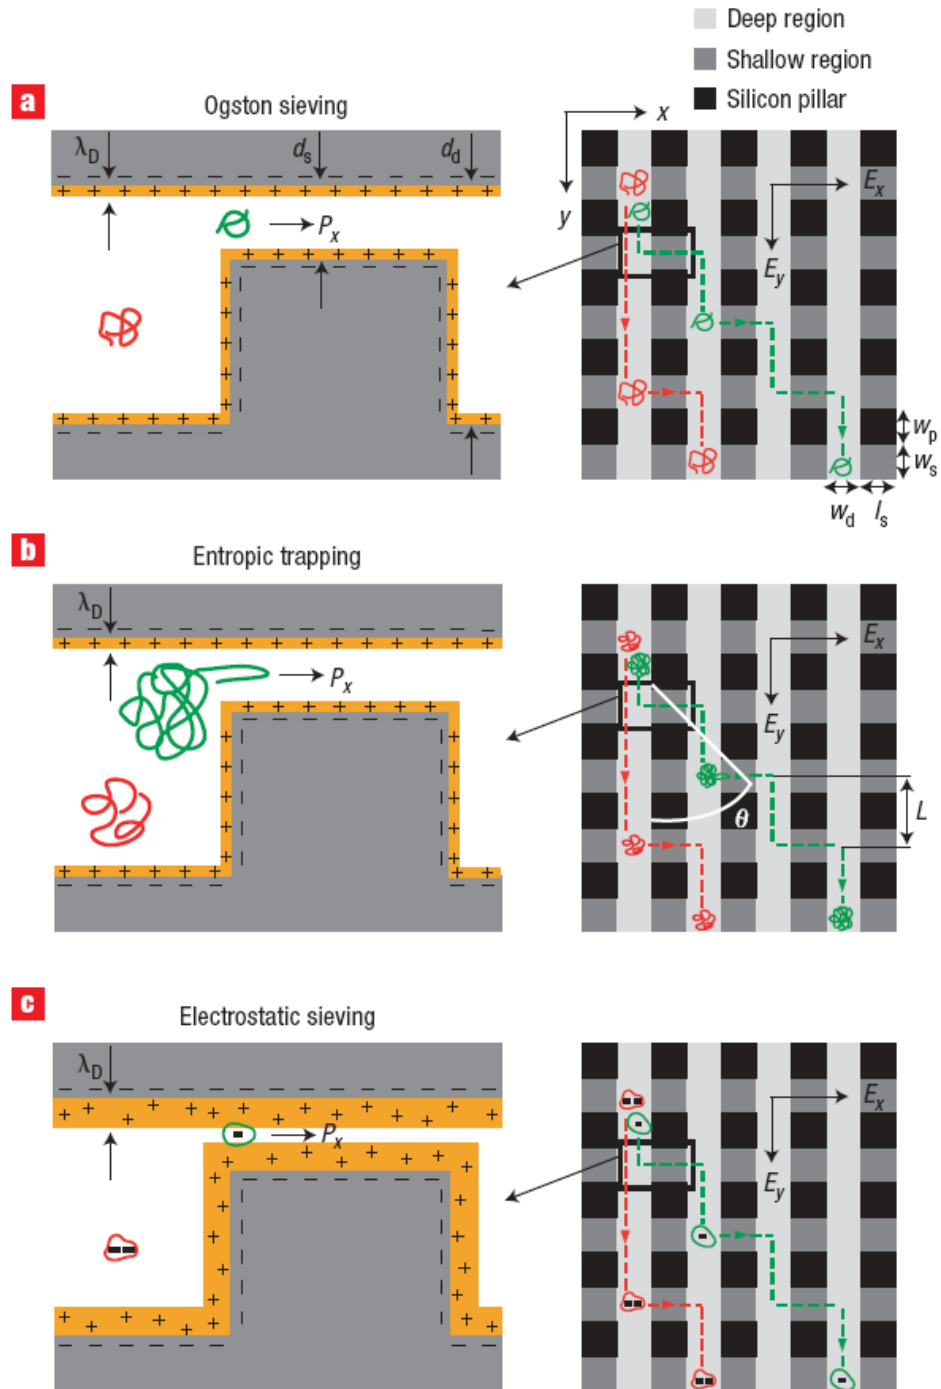 Deep region
Shallow region
Silicon pillar
a
Ogston sieving
λD
ds
dd
Px
x
y
Ex
Ey
wp
ws
wd
ls
b
Entropic trapping
λD
Px
Ex
Ey
θ
L
c
Electrostatic sieving
λD
Px
Ex
Ey